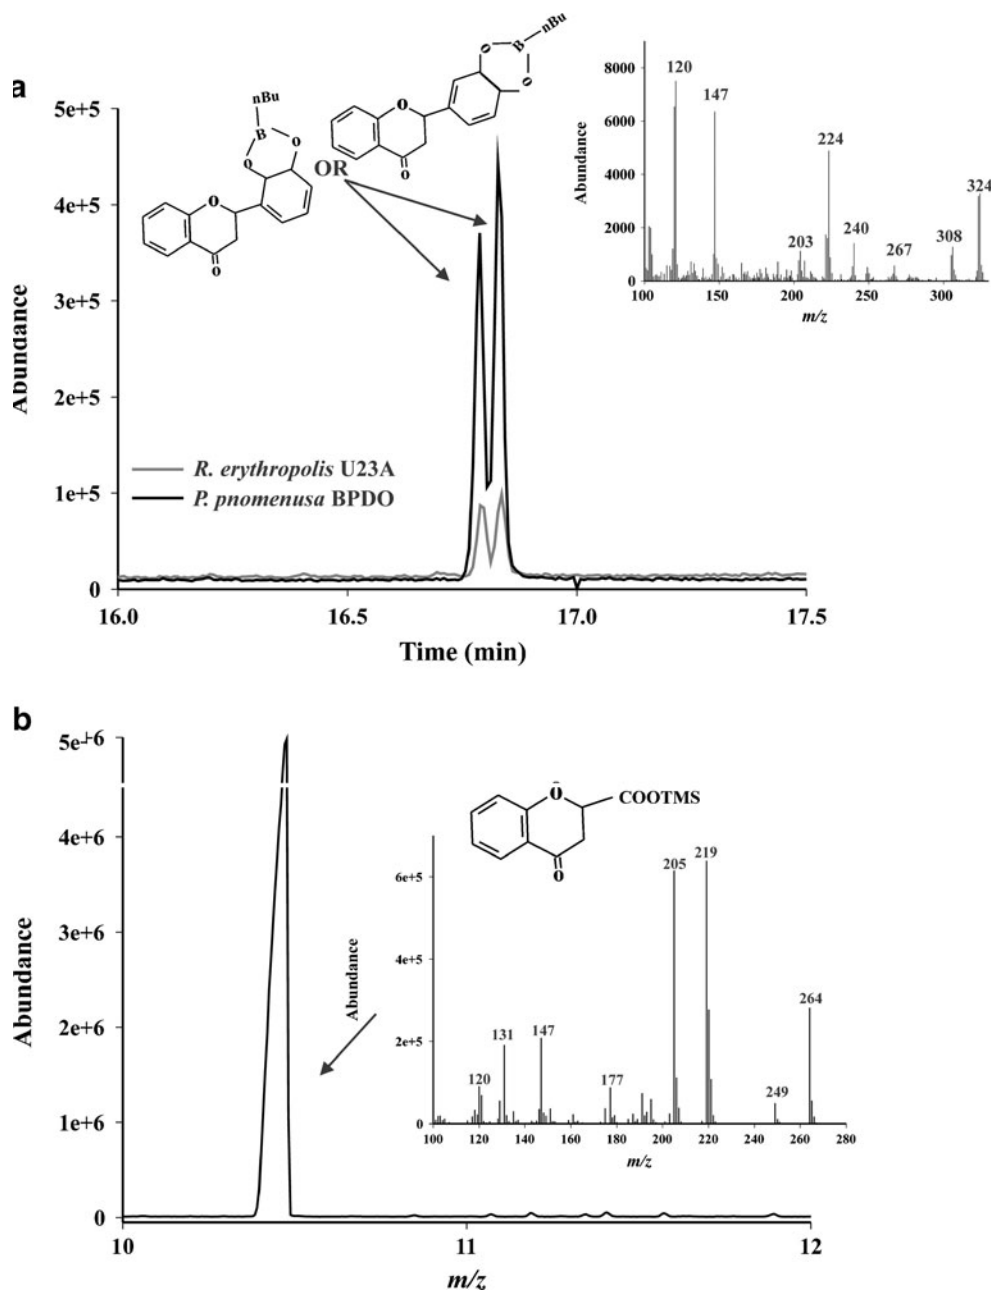 a
nBu
B
O O
O
O
OR
nBu
O B
O
O
O
5e+5
4e+5
3e+5
2e+5
1e+5
0
Abundance
R. erythropolis U23A
P. pnomenusa BPDO
16.0 16.5 17.0 17.5
Time (min)
8000
6000
4000
2000
0
Abundance
120
147
224
324
203
240
267
308
100 150 200 250 300
m/z
b
5e+6
4e+6
3e+6
2e+6
1e+6
0
Abundance
10 11 12
m/z
O
COOTMS
O
6e+5
4e+5
2e+5
0
Abundance
120
131
147
177
205
219
249
264
100 120 140 160 180 200 220 240 260 280
m/z